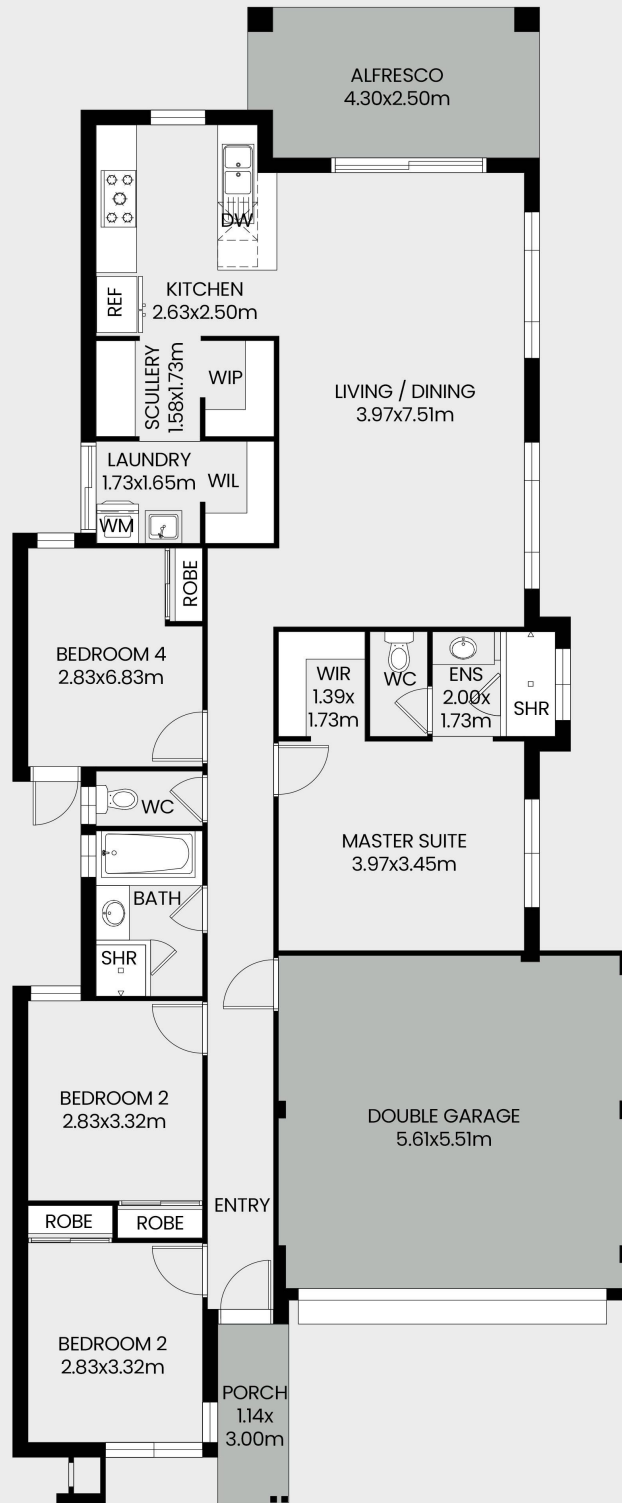 ALFRESCO
4.30x2.50m
DW
REF
KITCHEN
2.63x2.50m
SCULLERY
1.58x1.73m
WIP
LIVING / DINING
3.97x7.51m
LAUNDRY
1.73x1.65m
WIL
WM
ROBE
BEDROOM 4
2.83x6.83m
WIR
1.39x
1.73m
WC
ENS
2.00x
1.73m
SHR
WC
MASTER SUITE
3.97x3.45m
BATH
SHR
BEDROOM 2
2.83x3.32m
DOUBLE GARAGE
5.61x5.51m
ENTRY
ROBE
ROBE
BEDROOM 2
2.83x3.32m
PORCH
1.14x
3.00m